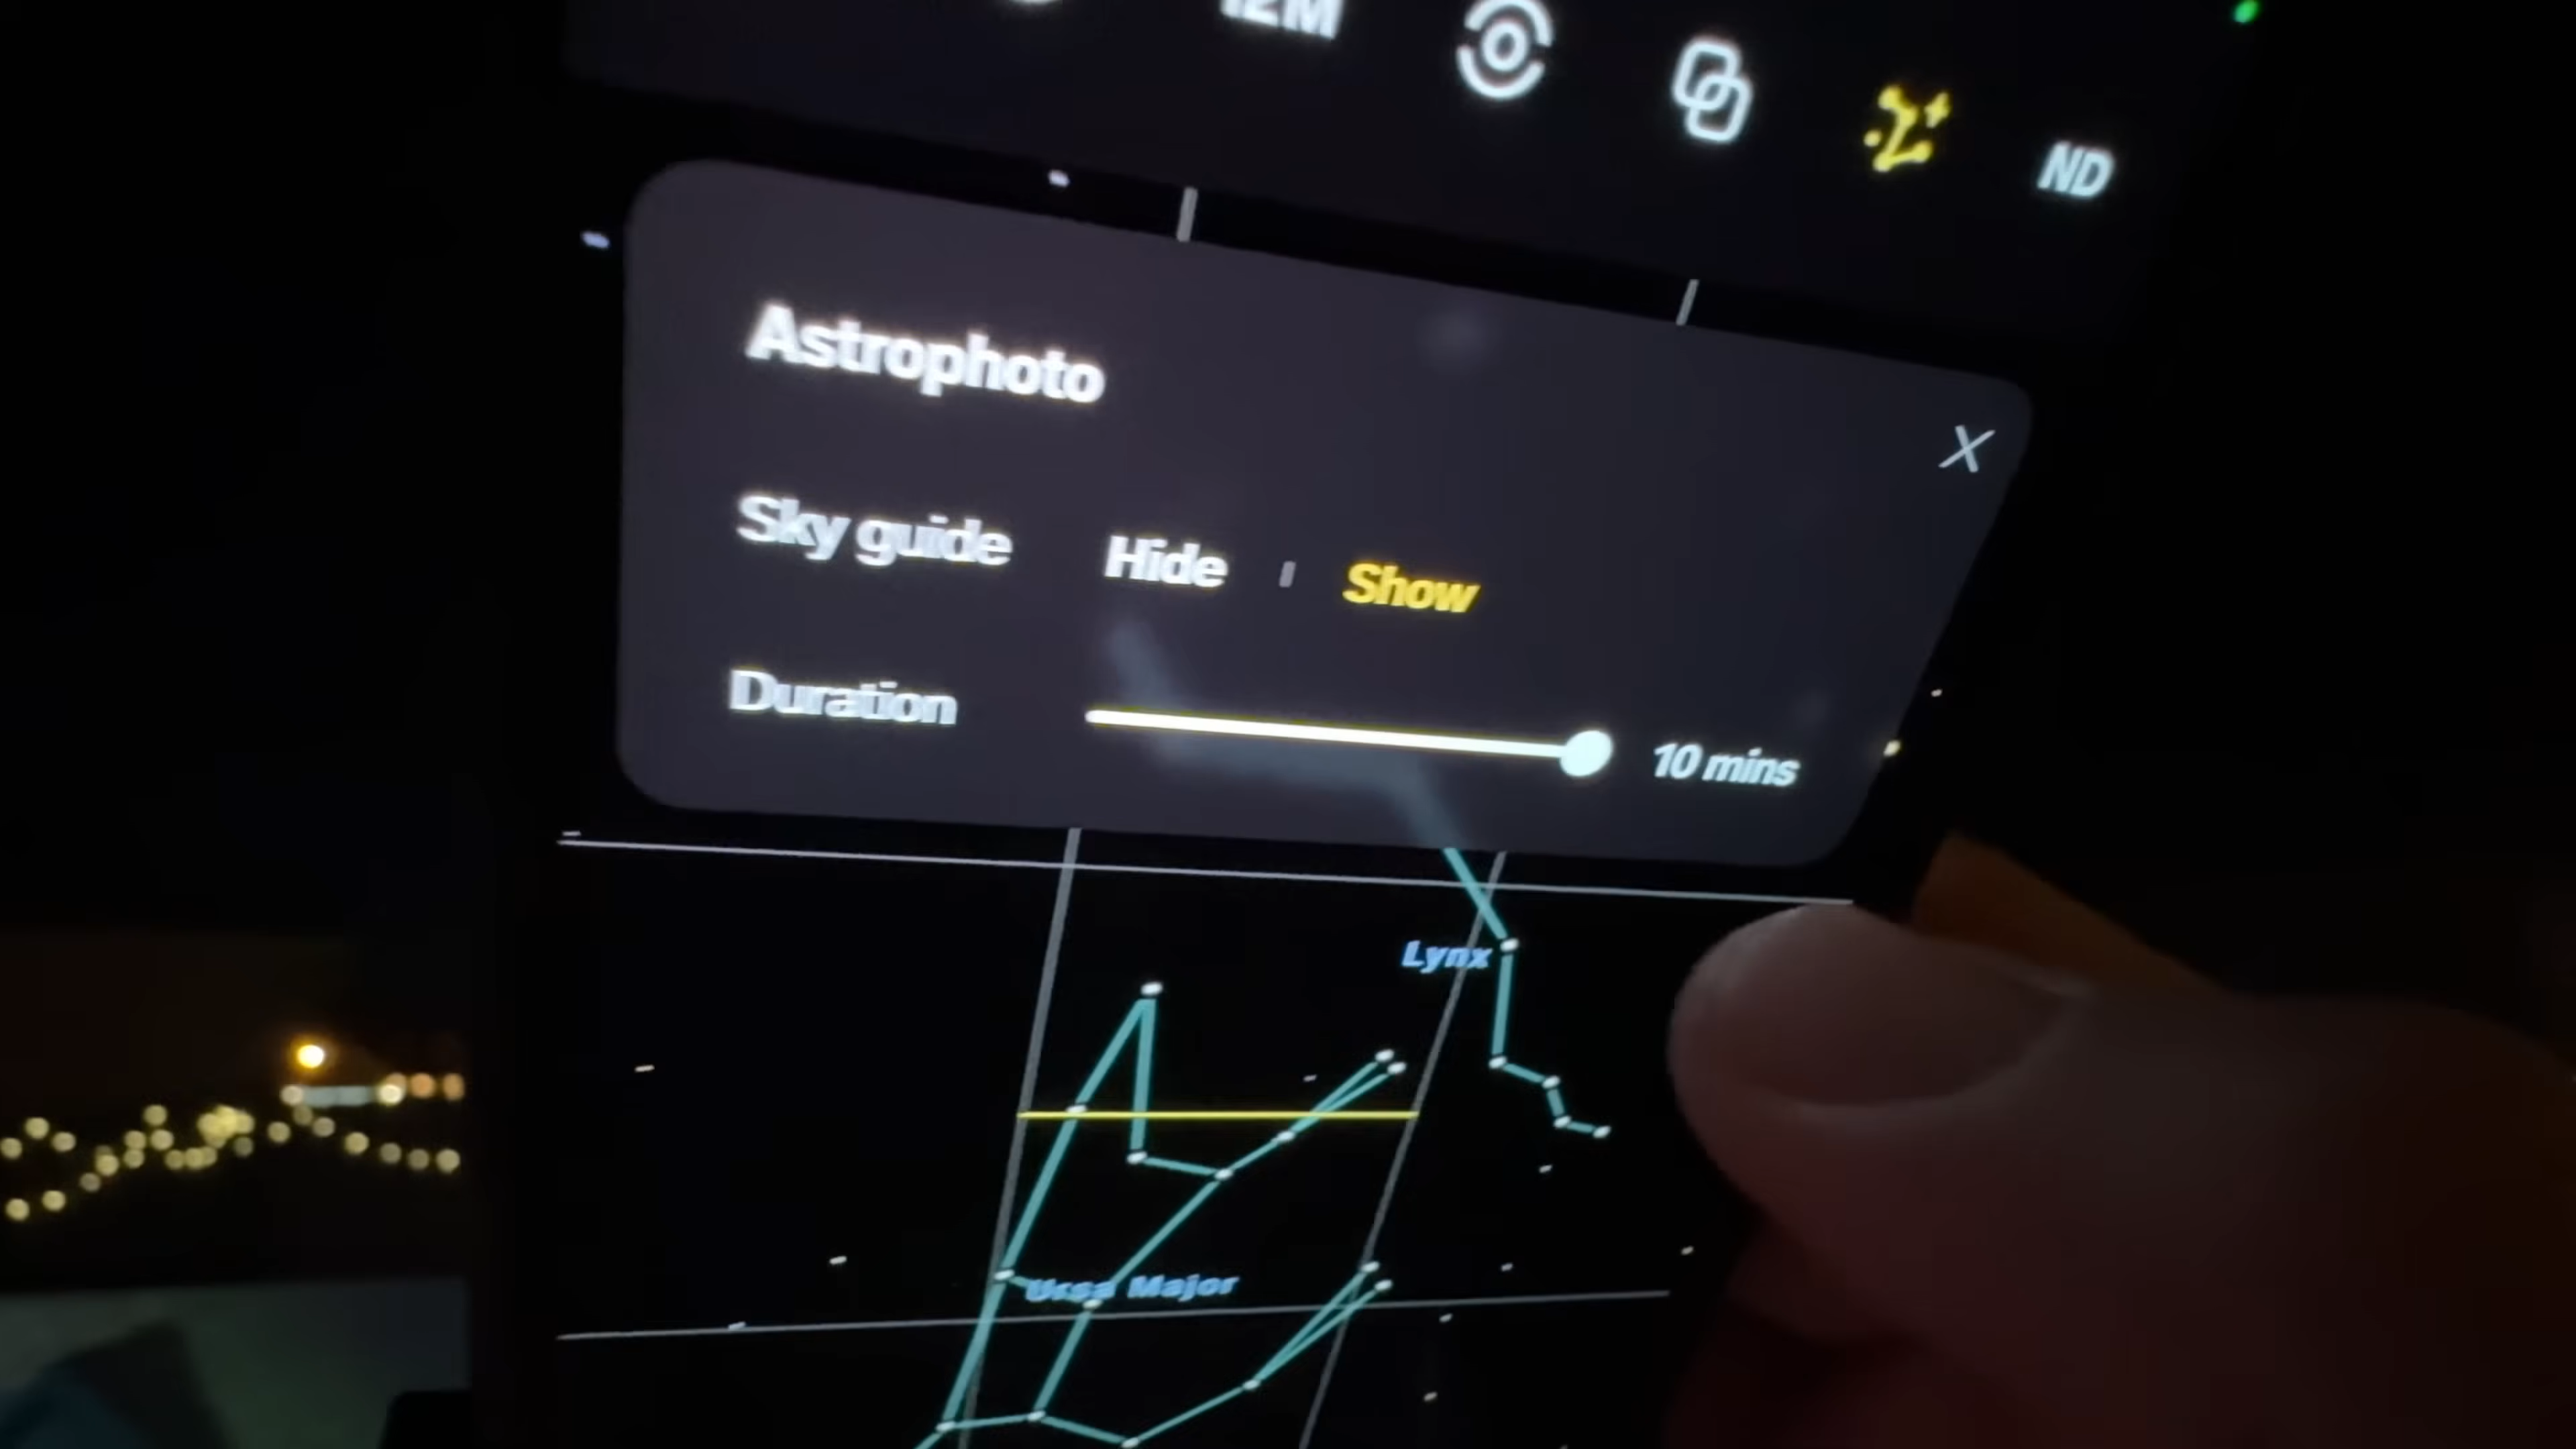 12M
ND
Astrophoto
X
Sky guide Hide Show
Duration 10 mins
Lynx
Ursa Major